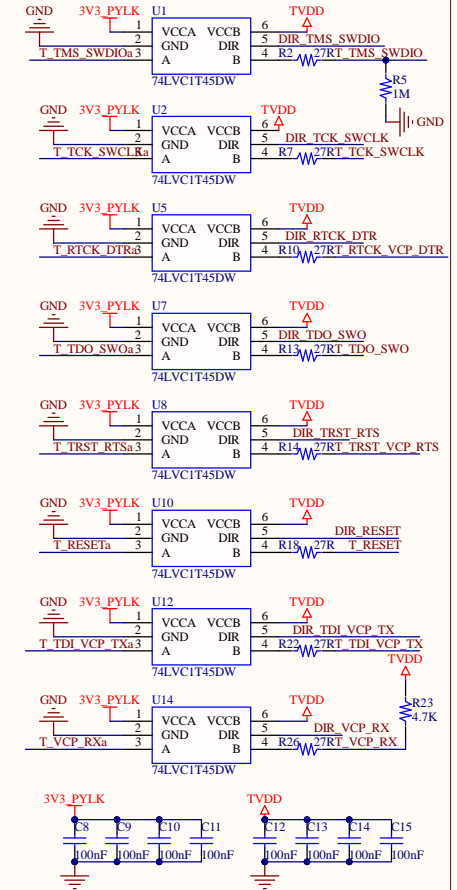 3V3_PYLK U1 TVDD
GND
1 VCCA VCCB 6
2 GND DIR 5 DIR_TMS_SWDIO
T_TMS_SWDIOa 3 A B 4 R2 27R T_TMS_SWDIO
74LVC1T45DW
R5
1M
GND
GND 3V3_PYLK U2 TVDD
1 VCCA VCCB 6
2 GND DIR 5 DIR_TCK_SWCLK
T_TCK_SWCLKa 3 A B 4 R7 27R T_TCK_SWCLK
74LVC1T45DW
GND 3V3_PYLK U5 TVDD
1 VCCA VCCB 6
2 GND DIR 5 DIR_RTCK_DTR
T_RTCK_DTRa 3 A B 4 R10 27R T_RTCK_VCP_DTR
74LVC1T45DW
GND 3V3_PYLK U7 TVDD
1 VCCA VCCB 6
2 GND DIR 5 DIR_TDO_SWO
T_TDO_SWOa 3 A B 4 R13 27R T_TDO_SWO
74LVC1T45DW
GND 3V3_PYLK U8 TVDD
1 VCCA VCCB 6
2 GND DIR 5 DIR_TRST_RTS
T_TRST_RTSa 3 A B 4 R14 27R T_TRST_VCP_RTS
74LVC1T45DW
GND 3V3_PYLK U10 TVDD
1 VCCA VCCB 6
2 GND DIR 5 DIR_RESET
T_RESETa 3 A B 4 R18 27R T_RESET
74LVC1T45DW
GND 3V3_PYLK U12 TVDD
1 VCCA VCCB 6
2 GND DIR 5 DIR_TDI_VCP_TX
T_TDI_VCP_TXa 3 A B 4 R22 27R T_TDI_VCP_TX
74LVC1T45DW
TVDD
R23
4.7K
GND 3V3_PYLK U14 TVDD
1 VCCA VCCB 6
2 GND DIR 5 DIR_VCP_RX
T_VCP_RXa 3 A B 4 R26 27R T_VCP_RX
74LVC1T45DW
3V3_PYLK TVDD
C8 C9 C10 C11 C12 C13 C14 C15
100nF 100nF 100nF 100nF 100nF 100nF 100nF 100nF